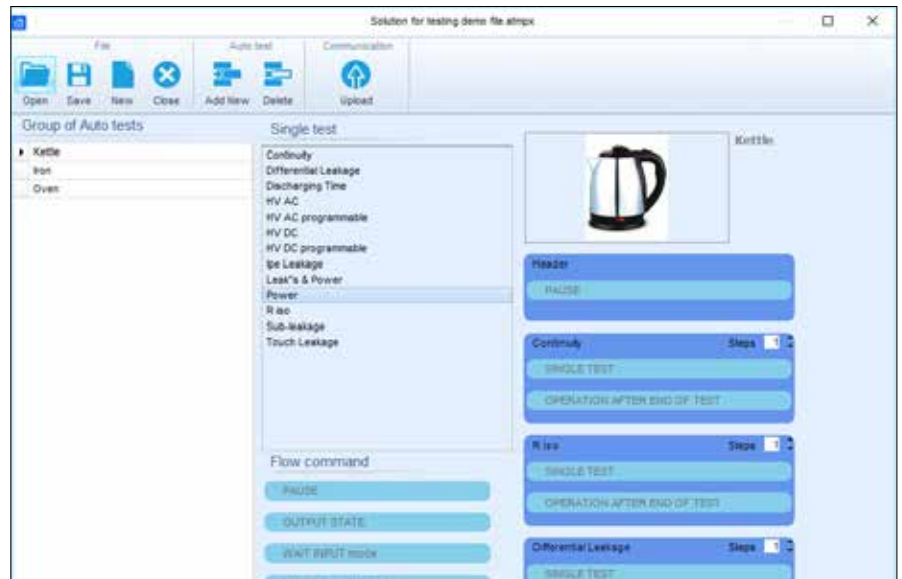 Solution for testing demo file.atmpx
File
Auto test
Communication
Open
Save
New
Close
Add New
Delete
Upload
Group of Auto tests
Kettle
Iron
Oven
Single test
Continuity
Differential Leakage
Discharging Time
HV AC
HV AC programmable
HV DC
HV DC programmable
Ipe Leakage
Leak's & Power
Power
R iso
Sub-leakage
Touch Leakage
Flow command
PAUSE
OUTPUT STATE
WAIT INPUT mode
Kettle
Header
PAUSE
Continuity Steps 1
SINGLE TEST
OPERATION AFTER END OF TEST
R iso Steps 1
SINGLE TEST
OPERATION AFTER END OF TEST
Differential Leakage Steps 1
SINGLE TEST